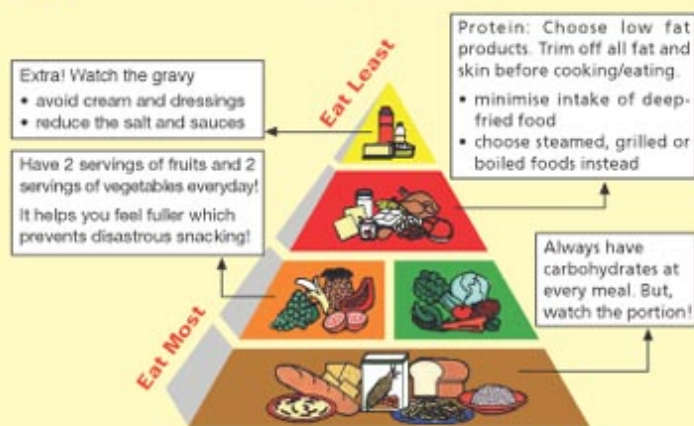 Eat Least
Eat Most
Extra! Watch the gravy
• avoid cream and dressings
• reduce the salt and sauces
Have 2 servings of fruits and 2
servings of vegetables everyday!
It helps you feel fuller which
prevents disastrous snacking!
Protein: Choose low fat
products. Trim off all fat and
skin before cooking/eating.
• minimise intake of deep-
fried food
• choose steamed, grilled or
boiled foods instead
Always have
carbohydrates at
every meal. But,
watch the portion!